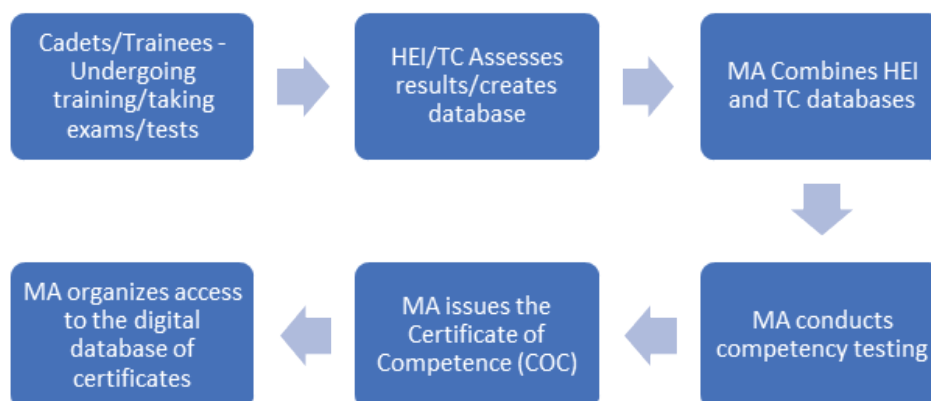 Cadets/Trainees -
Undergoing
training/taking
exams/tests
HEI/TC Assesses
results/creates
database
MA Combines HEI
and TC databases
MA conducts
competency testing
MA issues the
Certificate of
Competence (COC)
MA organizes access
to the digital
database of
certificates